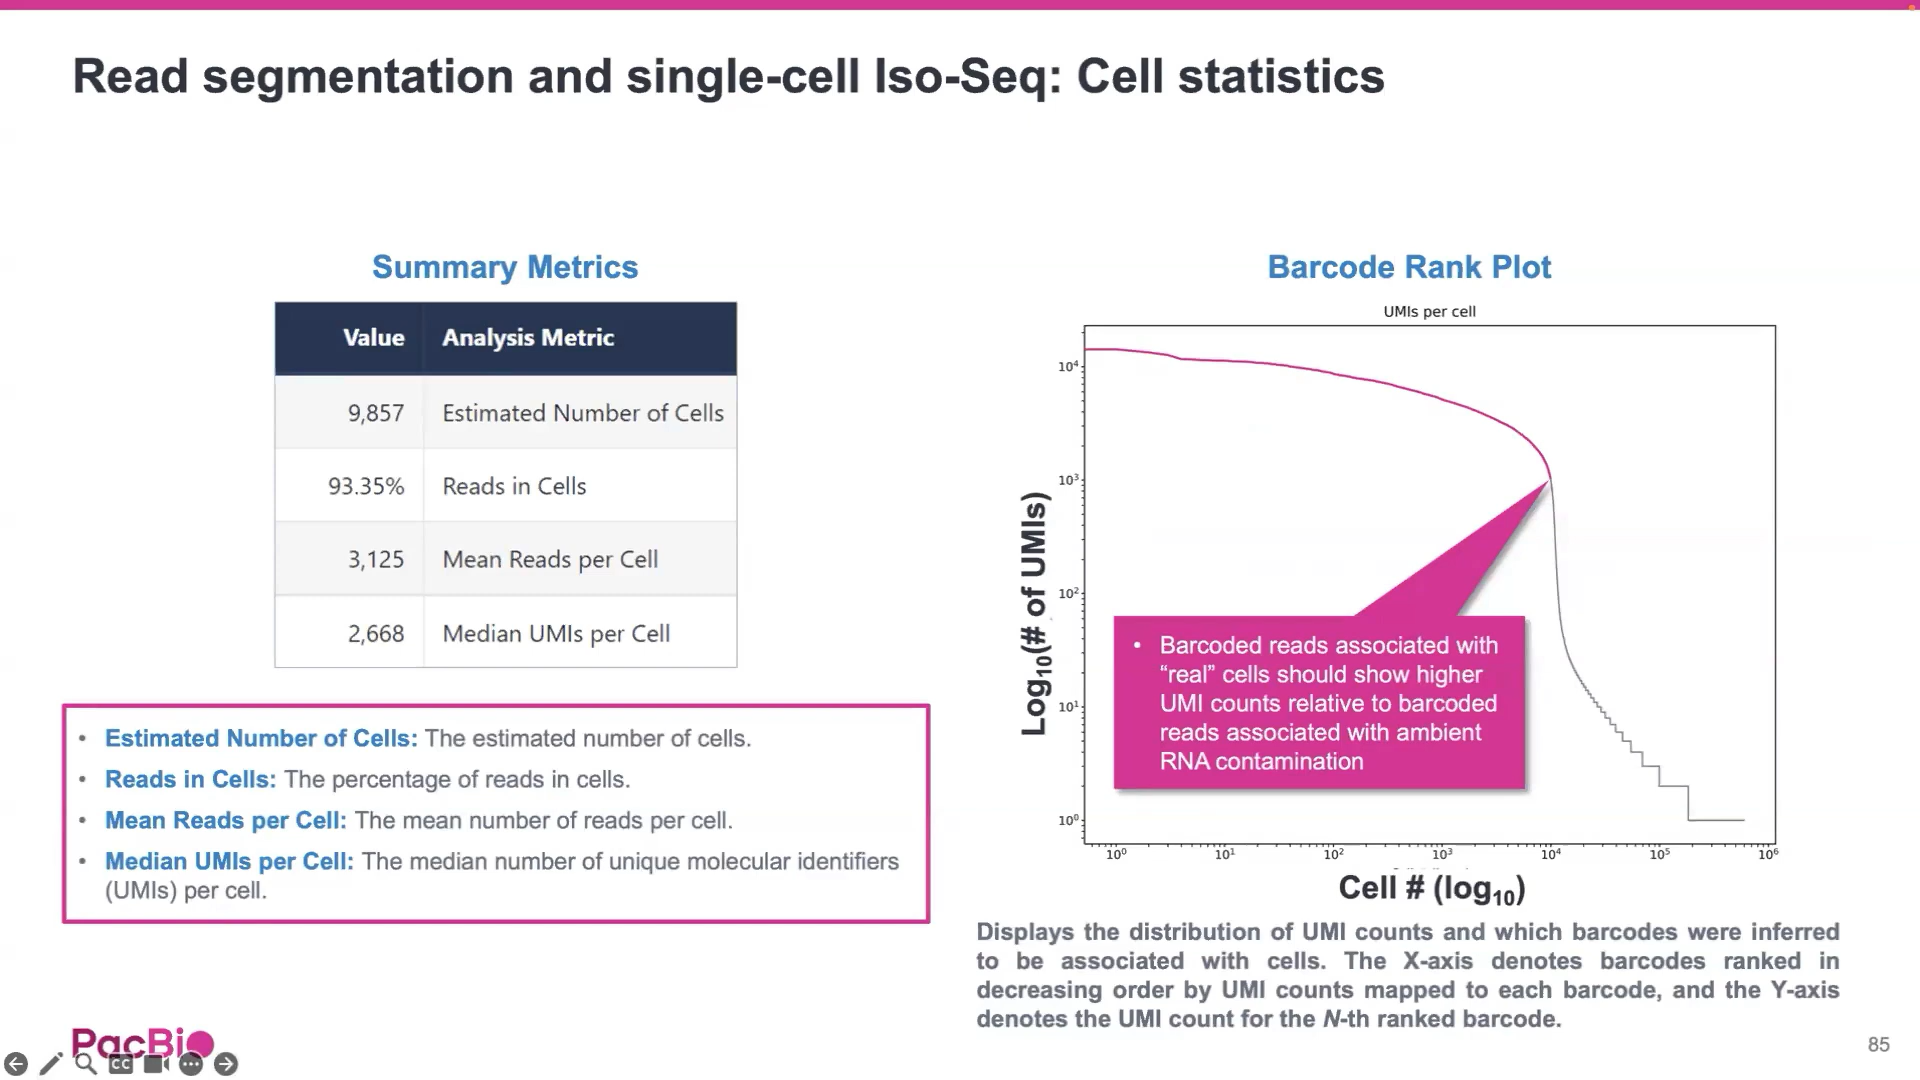 Read segmentation and single-cell Iso-Seq: Cell statistics
Summary Metrics
Value Analysis Metric
9,857 Estimated Number of Cells
93.35% Reads in Cells
3,125 Mean Reads per Cell
2,668 Median UMIs per Cell
• Estimated Number of Cells: The estimated number of cells.
• Reads in Cells: The percentage of reads in cells.
• Mean Reads per Cell: The mean number of reads per cell.
• Median UMIs per Cell: The median number of unique molecular identifiers
(UMIs) per cell.
Barcode Rank Plot
UMIs per cell
Log₁₀(# of UMIs)
10⁴
10³
10²
10¹
10⁰
• Barcoded reads associated with
“real” cells should show higher
UMI counts relative to barcoded
reads associated with ambient
RNA contamination
10⁰ 10¹ 10² 10³ 10⁴ 10⁵ 10⁶
Cell # (log₁₀)
Displays the distribution of UMI counts and which barcodes were inferred
to be associated with cells. The X-axis denotes barcodes ranked in
decreasing order by UMI counts mapped to each barcode, and the Y-axis
denotes the UMI count for the N-th ranked barcode.
PacBio
CC
85